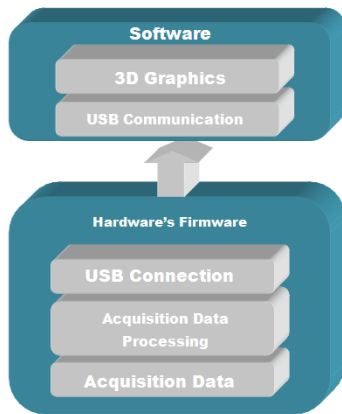 Software
3D Graphics
USB Communication
Hardware's Firmware
USB Connection
Acquisition Data
Processing
Acquisition Data